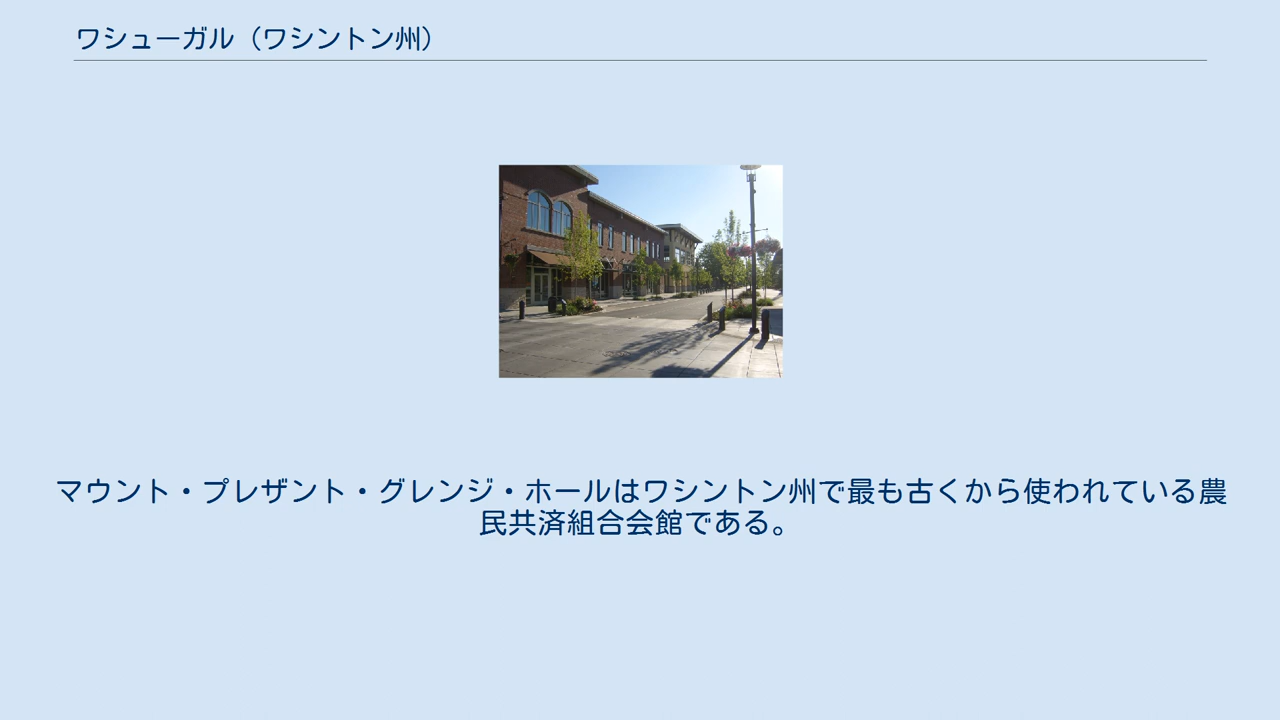 ワシューガル（ワシントン州）
マウント・プレザント・グレンジ・ホールはワシントン州で最も古くから使われている農
民共済組合会館である。